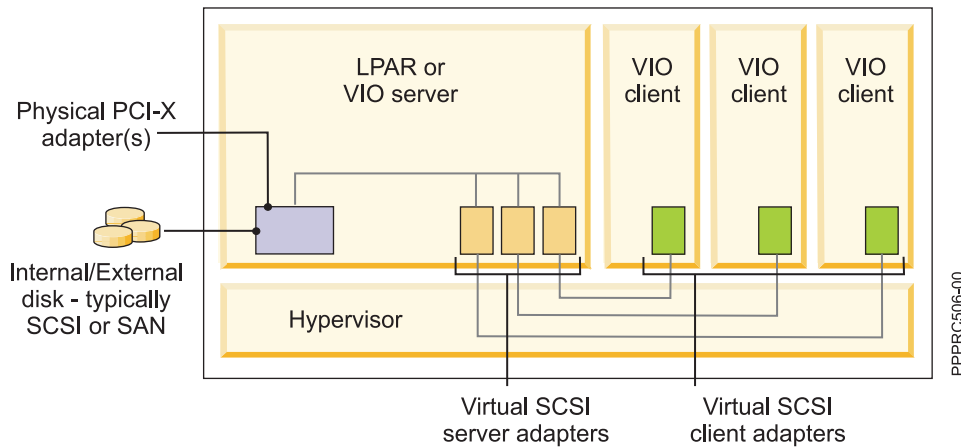 LPAR or
VIO server
VIO
client
VIO
client
VIO
client
Physical PCI-X
adapter(s)
Internal/External
disk - typically
SCSI or SAN
Hypervisor
Virtual SCSI
server adapters
Virtual SCSI
client adapters
PPPRC506-00